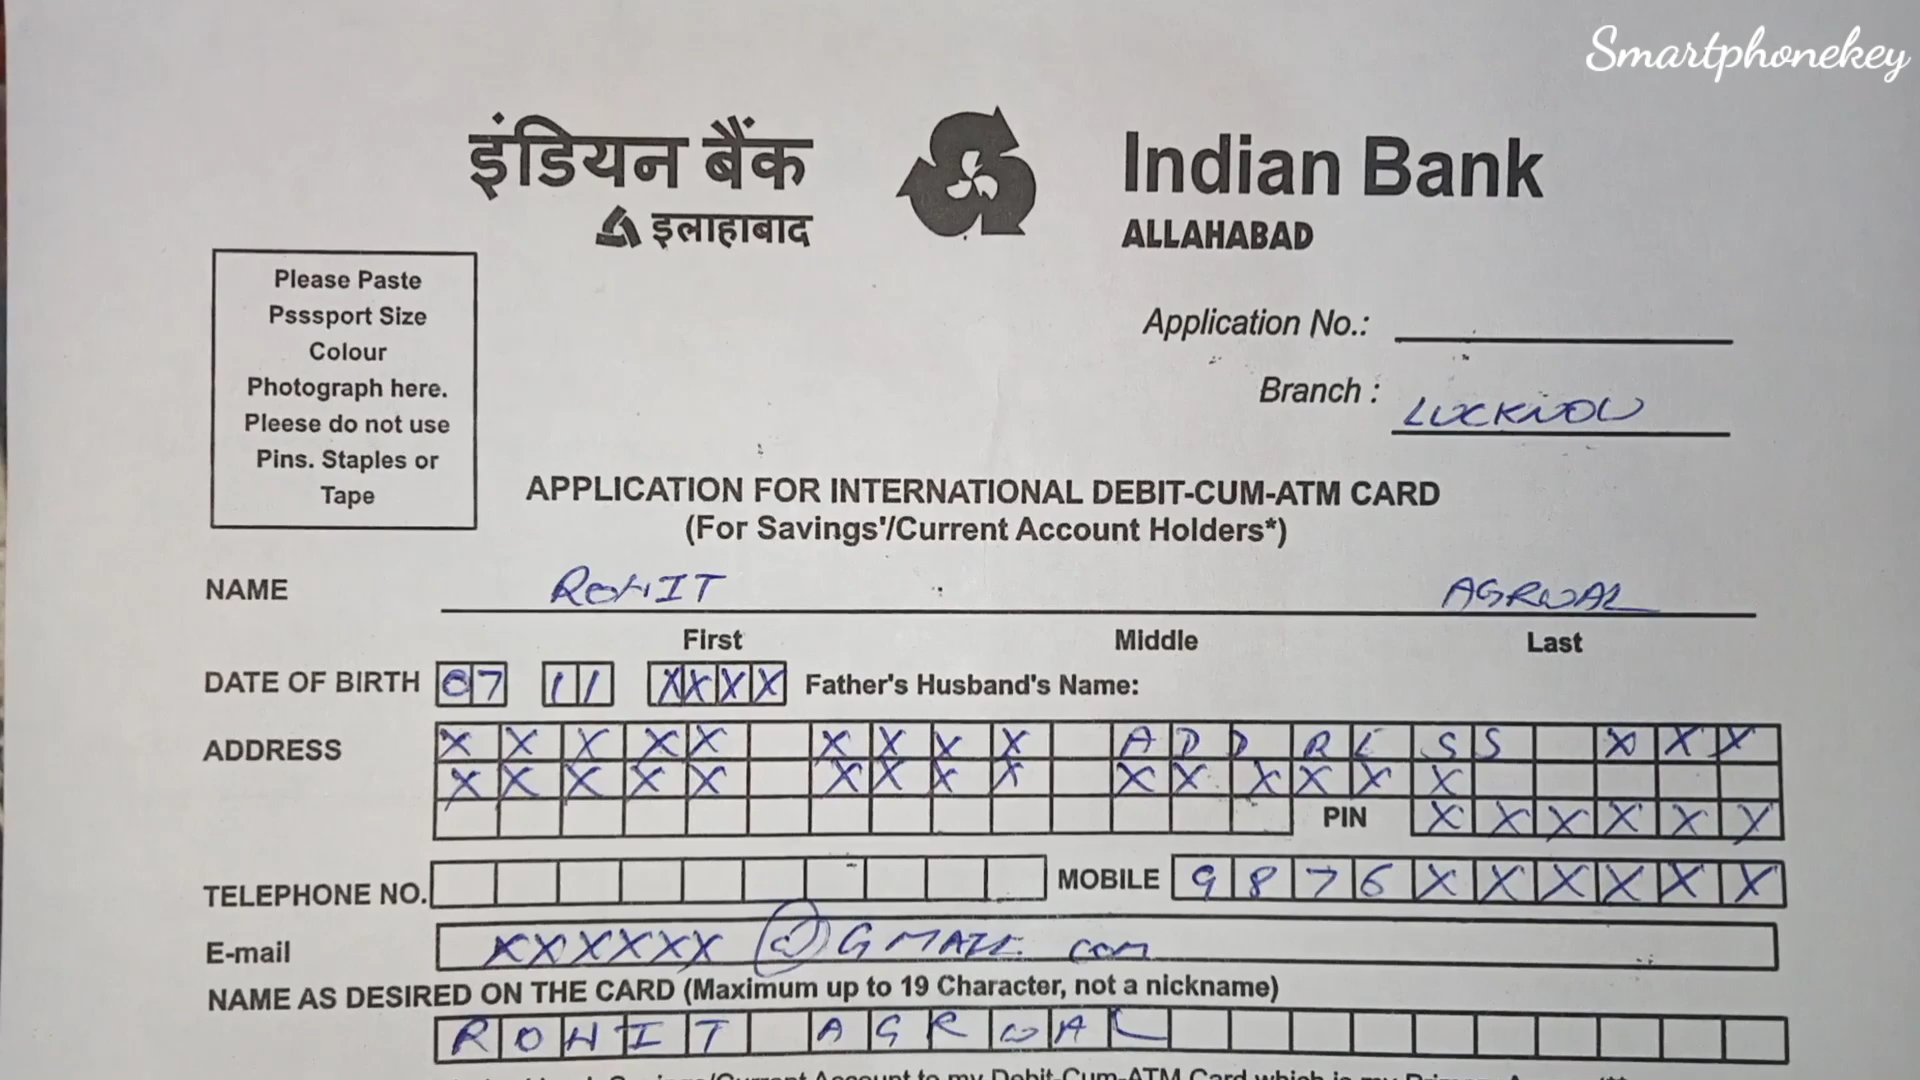 Smartphonekey
इंडियन बैंक Indian Bank
इलाहाबाद ALLAHABAD
Please Paste
Psssport Size
Colour
Photograph here.
Pleese do not use
Pins. Staples or
Tape
Application No.:
Branch : LUCKNOW
APPLICATION FOR INTERNATIONAL DEBIT-CUM-ATM CARD
(For Savings'/Current Account Holders*)
NAME ROHIT AGRWAL
First Middle Last
DATE OF BIRTH 07 11 XXXX Father's Husband's Name:
ADDRESS XXXXX XXXX ADDRESS XXX
XXXXX XXXX XXXXXX
PIN XXXXXX
TELEPHONE NO. MOBILE 9876XXXXXX
E-mail XXXXXX @GMAIL.com
NAME AS DESIRED ON THE CARD (Maximum up to 19 Character, not a nickname)
ROHIT AGRWAL